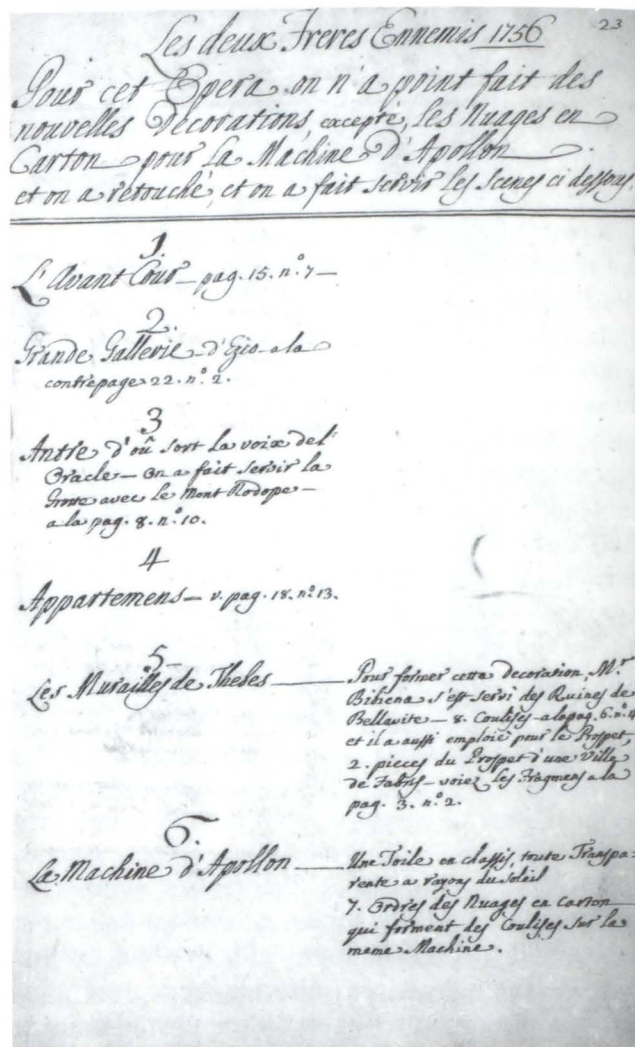 23
Les deux Freres Ennemis 1756
Pour cet Opera on n'a point fait des
nouvelles Decorations, excepté, les Nuages en
Carton pour La Machine d'Apollon.
et on a retouché, et on a fait servir les Scenes ci dessous.
1.
L'Avant Cour — pag. 15. n.º 7 —
2.
Grande Gallerie d'Ezio a la
contrepage 22. n.º 2.
3
Antre d'oû sort la voix del'
Oracle — On a fait servir la
Grotte avec le Mont Rodope —
a la pag. 8. n.º 10.
4
Appartemens — v. pag. 18. n.º 13.
5
Les Murailles de Thebes —
Pour former cette decoration, M.r
Bibiena s'est servi des Ruines de
Bellavite — 8. Coulises — a la pag. 6. n.º 4
et il a aussi emploié pour le Prospet,
2. pieces du Prospet d'une Ville
de Fabris — voiez les Fragmens a la
pag. 3. n.º 2.
6.
La Machine d'Apollon —
Une Toile en chassis, toute Transpa-
rente a rayons du Soleil
7. Ordres des Nuages en Carton
qui forment des Coulises sur la
meme Machine.